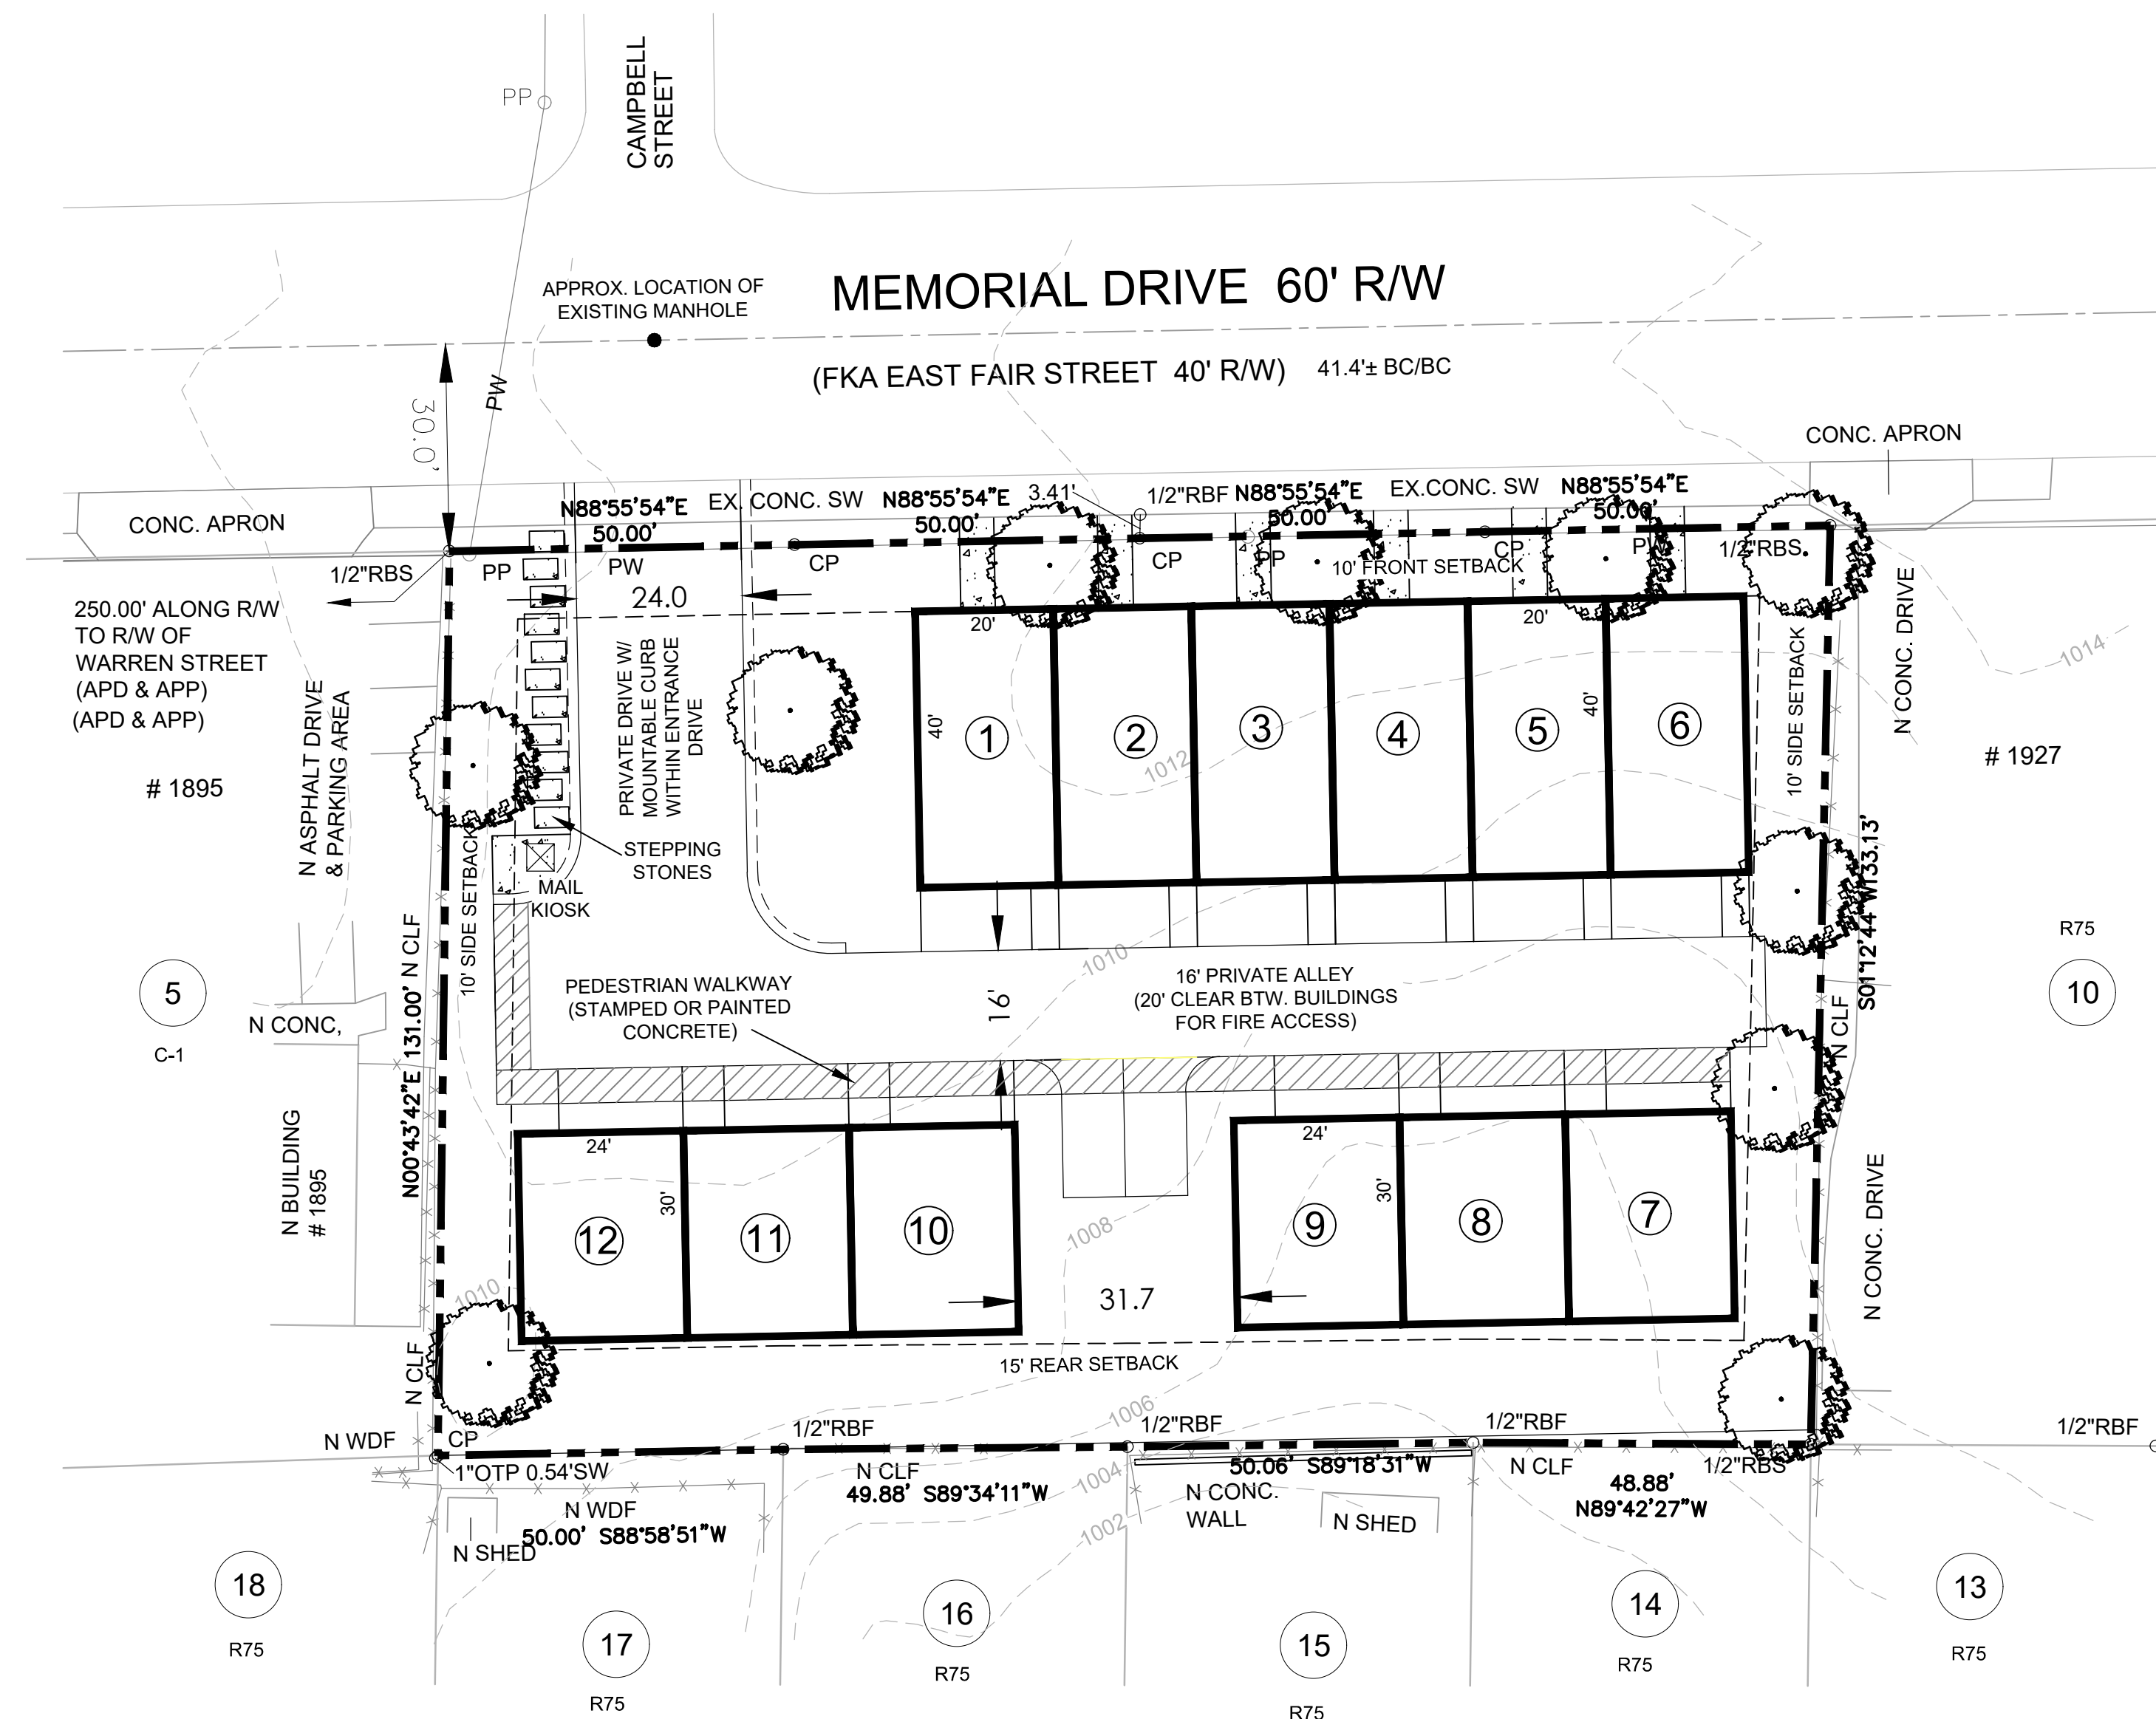 CAMPBELL
STREET
PP
APPROX. LOCATION OF
EXISTING MANHOLE
MEMORIAL DRIVE 60' R/W
(FKA EAST FAIR STREET 40' R/W)
41.4'± BC/BC
PW
30.0'
CONC. APRON
CONC. APRON
N88°55'54"E
50.00'
EX. CONC. SW
N88°55'54"E
50.00'
3.41'
1/2"RBF
N88°55'54"E
50.00'
EX.CONC. SW
N88°55'54"E
50.00'
1/2"RBS
PP
PW
CP
CP
PP
10' FRONT SETBACK
CP
PW
1/2"RBS
250.00' ALONG R/W
TO R/W OF
WARREN STREET
(APD & APP)
(APD & APP)
24.0
PRIVATE DRIVE W/
MOUNTABLE CURB
WITHIN ENTRANCE
DRIVE
20'
20'
40'
40'
1
2
3
4
5
6
1012
1014
10' SIDE SETBACK
N CONC. DRIVE
# 1927
# 1895
N ASPHALT DRIVE
& PARKING AREA
STEPPING
STONES
MAIL
KIOSK
10' SIDE SETBACK
S01°12'44"W133.13'
N CLF
R75
10
5
C-1
N CONC,
N00°43'42"E 131.00' N CLF
PEDESTRIAN WALKWAY
(STAMPED OR PAINTED
CONCRETE)
16'
1010
16' PRIVATE ALLEY
(20' CLEAR BTW. BUILDINGS
FOR FIRE ACCESS)
N BUILDING
# 1895
24'
30'
12
11
10
1008
31.7
24'
30'
9
8
7
N CONC. DRIVE
1010
15' REAR SETBACK
N CLF
N WDF
CP
1"OTP 0.54'SW
1/2"RBF
1006
1/2"RBF
1/2"RBF
1/2"RBS
1/2"RBF
N CLF
49.88' S89°34'11"W
1004
50.06' S89°18'31"W
N CLF
48.88'
N89°42'27"W
N WDF
50.00' S88°58'51"W
N SHED
1002
N CONC.
WALL
N SHED
18
R75
17
R75
16
R75
15
R75
14
R75
13
R75